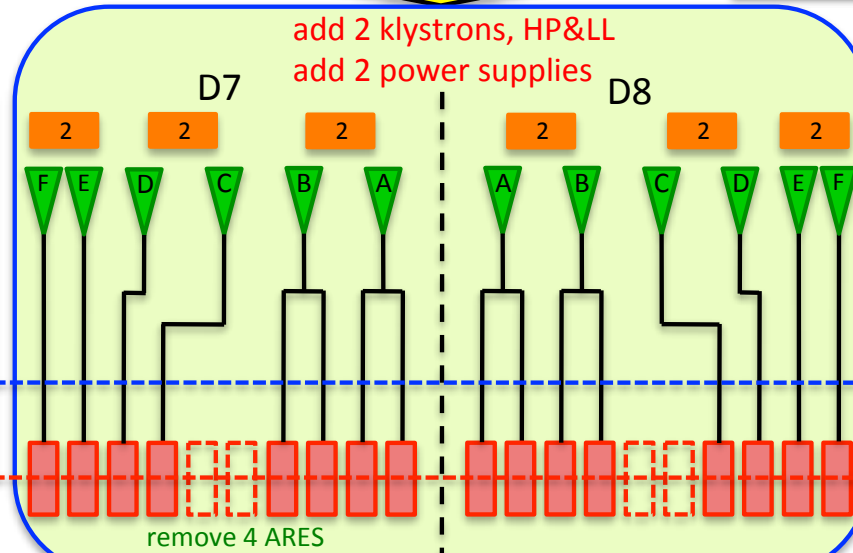 add 2 klystrons, HP&LL
add 2 power supplies
D7 D8
2 2 2 2 2 2
F E D C B A A B C D E F
remove 4 ARES